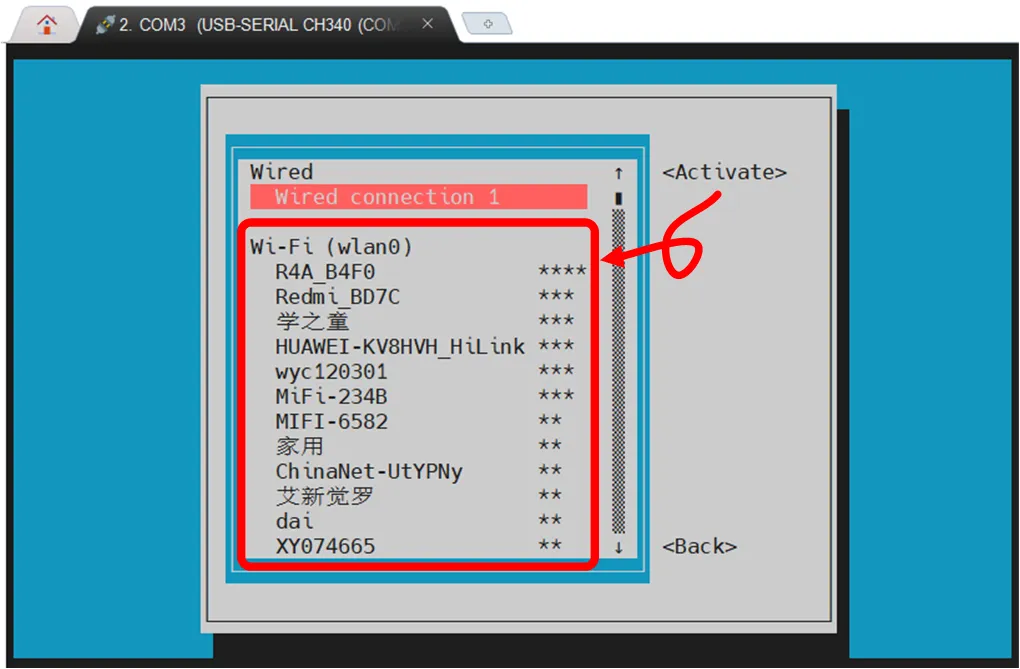 2. COM3 (USB-SERIAL CH340 (COM
Wired
<Activate>
Wired connection 1
6
Wi-Fi (wlan0)
R4A_B4F0 ****
Redmi_BD7C ***
学之童 ***
HUAWEI-KV8HVH_HiLink ***
wyc120301 ***
MiFi-234B ***
MIFI-6582 **
家用 **
ChinaNet-UtYPNy **
艾新觉罗 **
dai **
XY074665 **
<Back>